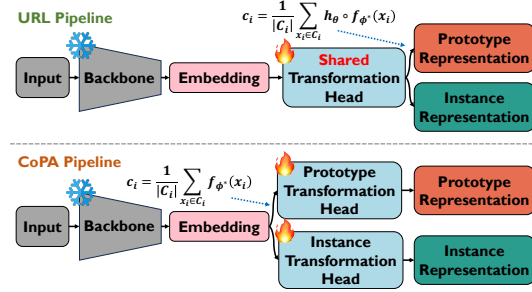 URL Pipeline
c_i = 1/|C_i| ∑_{x_i∈C_i} h_θ ∘ f_{ϕ*}(x_i)
Input
Backbone
Embedding
Shared
Transformation
Head
Prototype
Representation
Instance
Representation
CoPA Pipeline
c_i = 1/|C_i| ∑_{x_i∈C_i} f_{ϕ*}(x_i)
Input
Backbone
Embedding
Prototype
Transformation
Head
Prototype
Representation
Instance
Transformation
Head
Instance
Representation